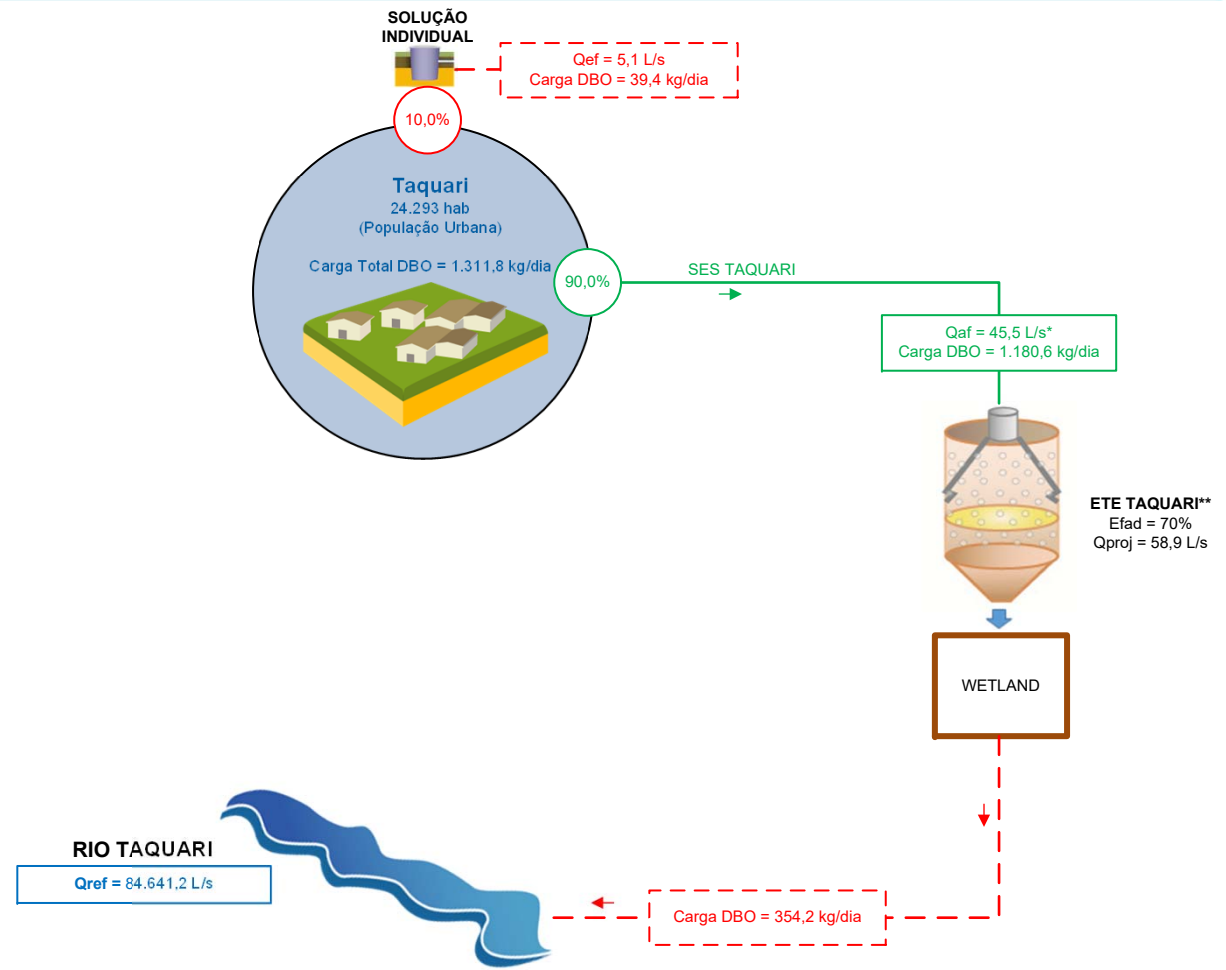 SOLUÇÃO
INDIVIDUAL
Qef = 5,1 L/s
Carga DBO = 39,4 kg/dia
10,0%
Taquari
24.293 hab
(População Urbana)
Carga Total DBO = 1.311,8 kg/dia
90,0%
SES TAQUARI
Qaf = 45,5 L/s*
Carga DBO = 1.180,6 kg/dia
ETE TAQUARI**
Efad = 70%
Qproj = 58,9 L/s
WETLAND
RIO TAQUARI
Qref = 84.641,2 L/s
Carga DBO = 354,2 kg/dia